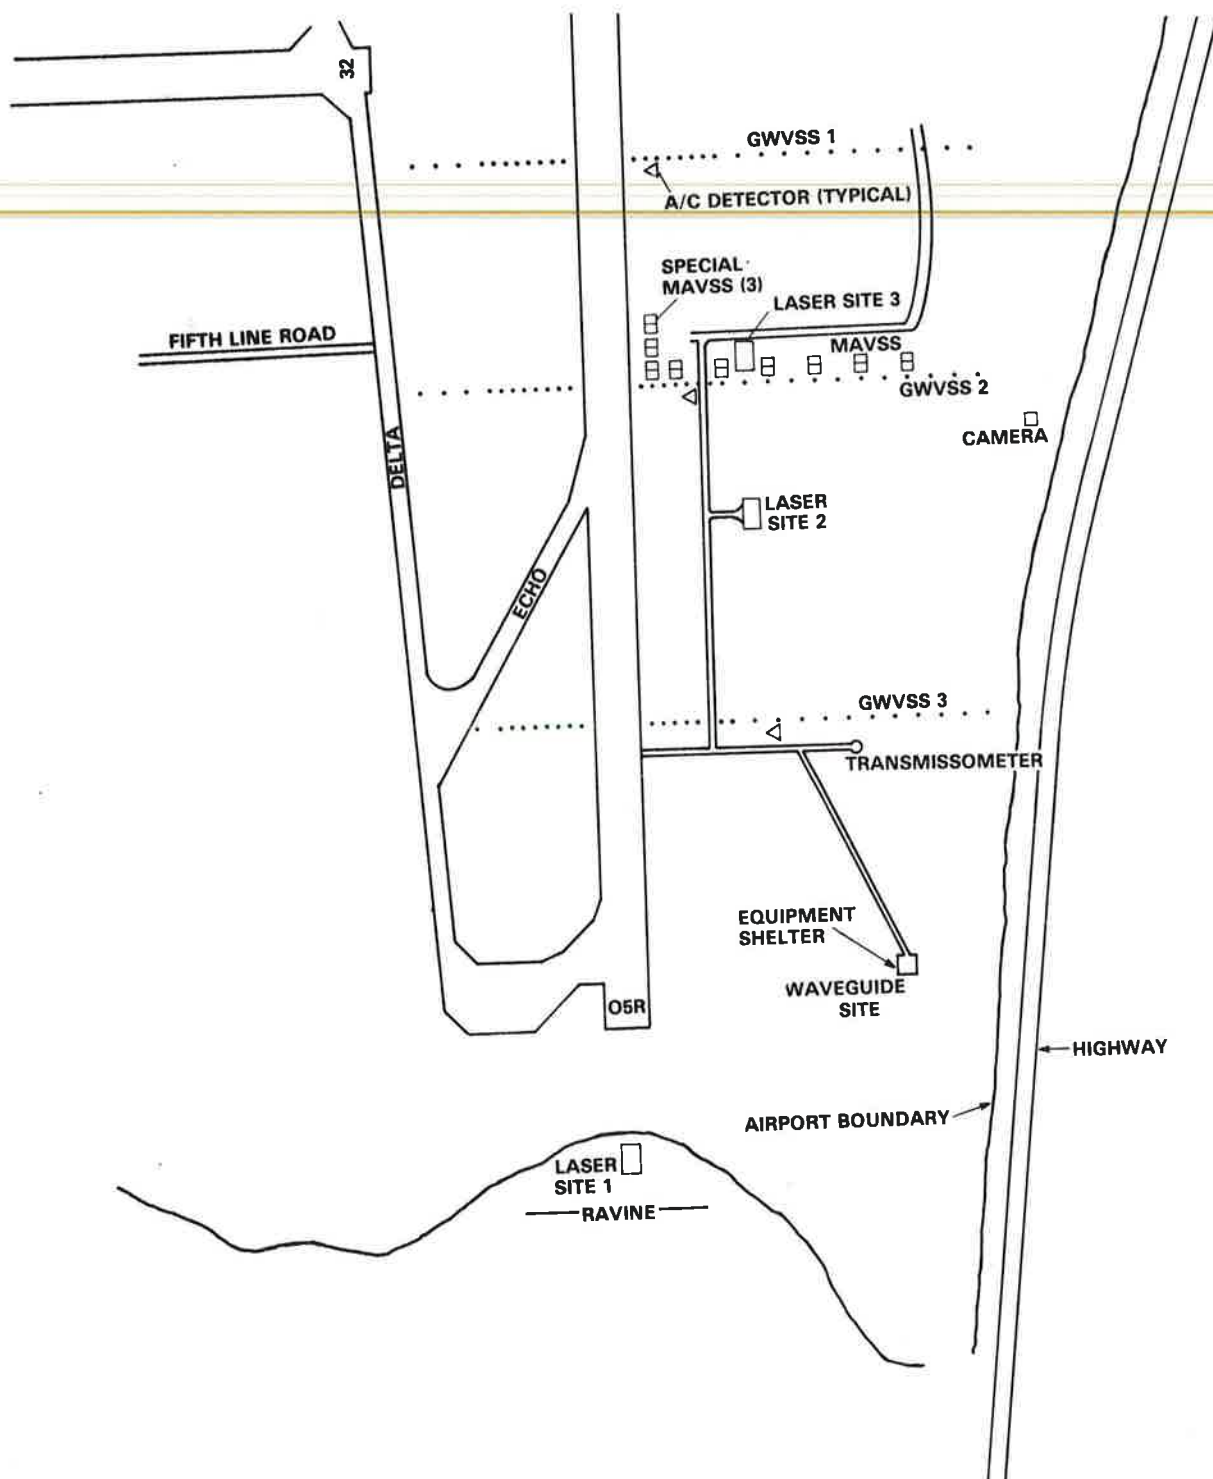 32
GWVSS 1
A/C DETECTOR (TYPICAL)
SPECIAL
MAVSS (3)
LASER SITE 3
FIFTH LINE ROAD
MAVSS
GWVSS 2
CAMERA
DELTA
LASER
SITE 2
ECHO
GWVSS 3
TRANSMISSOMETER
EQUIPMENT
SHELTER
WAVEGUIDE
SITE
O5R
HIGHWAY
AIRPORT BOUNDARY
LASER
SITE 1
RAVINE